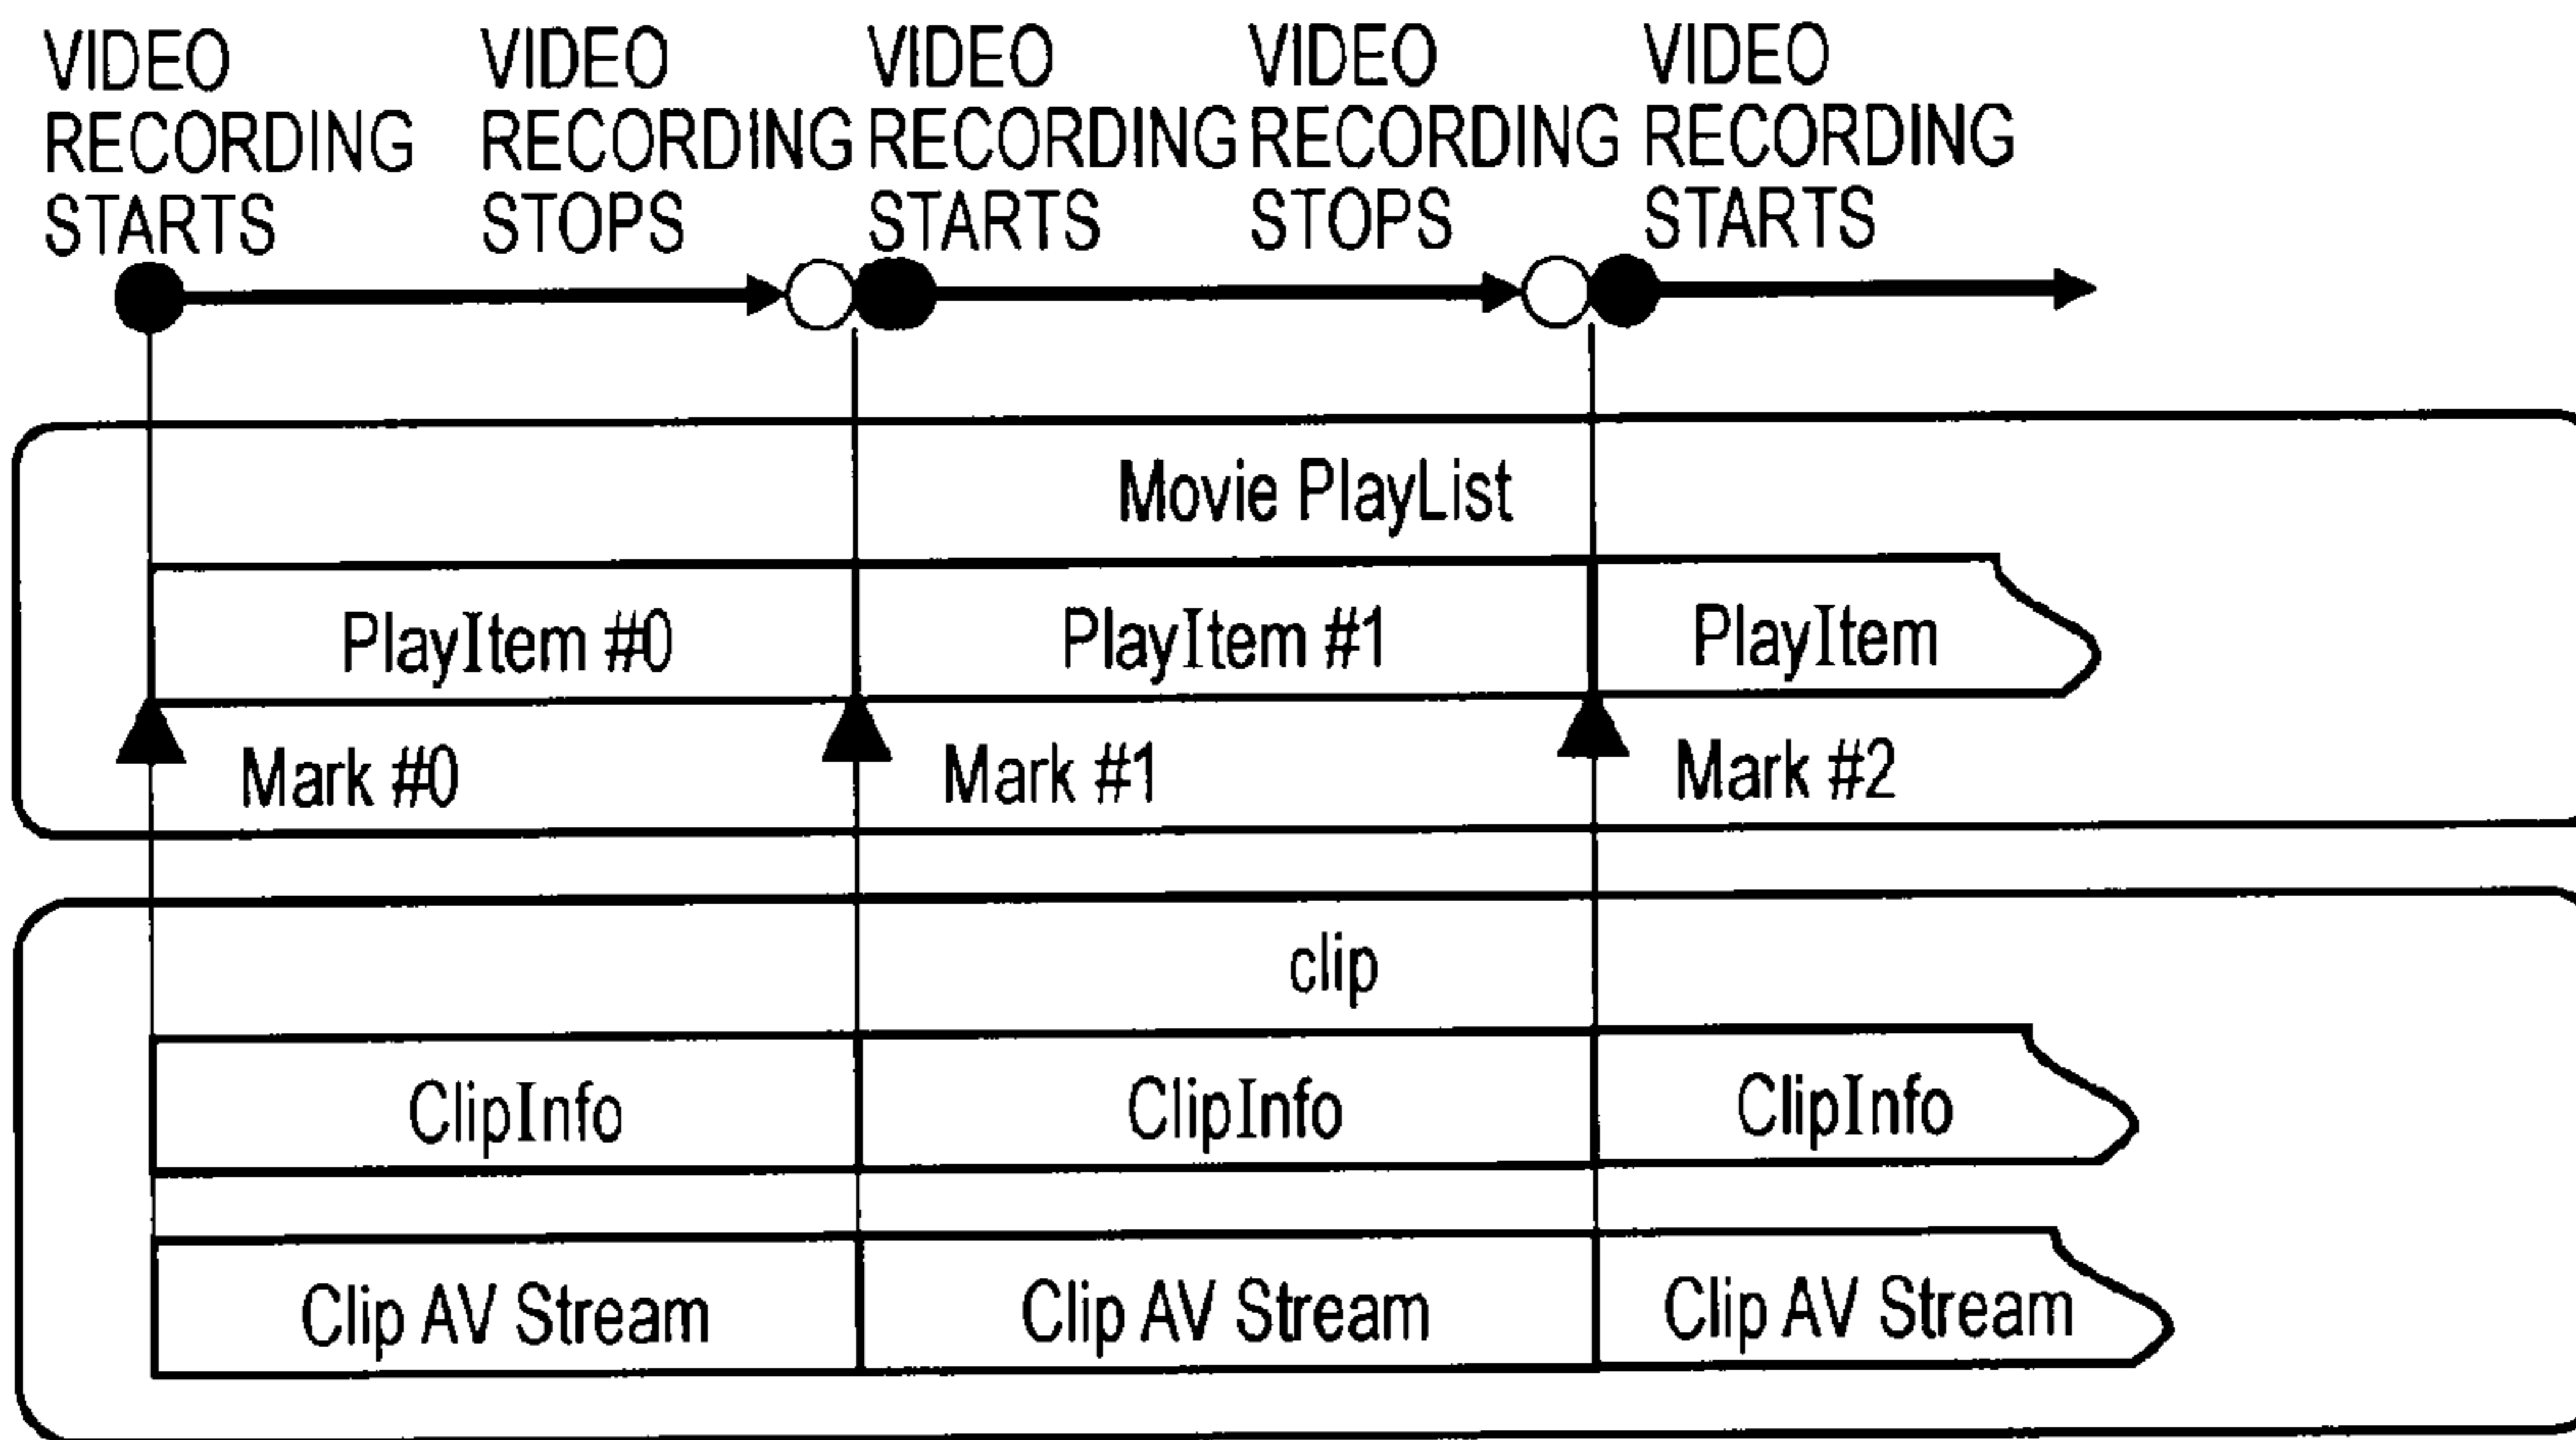 VIDEO
RECORDING
STARTS
VIDEO
RECORDING
STOPS
VIDEO
RECORDING
STARTS
VIDEO
RECORDING
STOPS
VIDEO
RECORDING
STARTS
Movie PlayList
PlayItem #0
PlayItem #1
PlayItem
Mark #0
Mark #1
Mark #2
clip
ClipInfo
ClipInfo
ClipInfo
Clip AV Stream
Clip AV Stream
Clip AV Stream